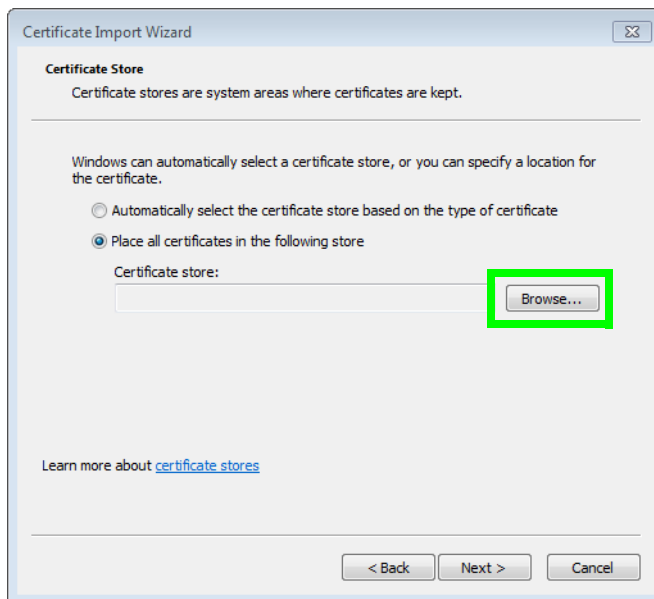 Certificate Import Wizard
Certificate Store
Certificate stores are system areas where certificates are kept.
Windows can automatically select a certificate store, or you can specify a location for
the certificate.
Automatically select the certificate store based on the type of certificate
Place all certificates in the following store
Certificate store:
Browse...
Learn more about certificate stores
< Back Next > Cancel